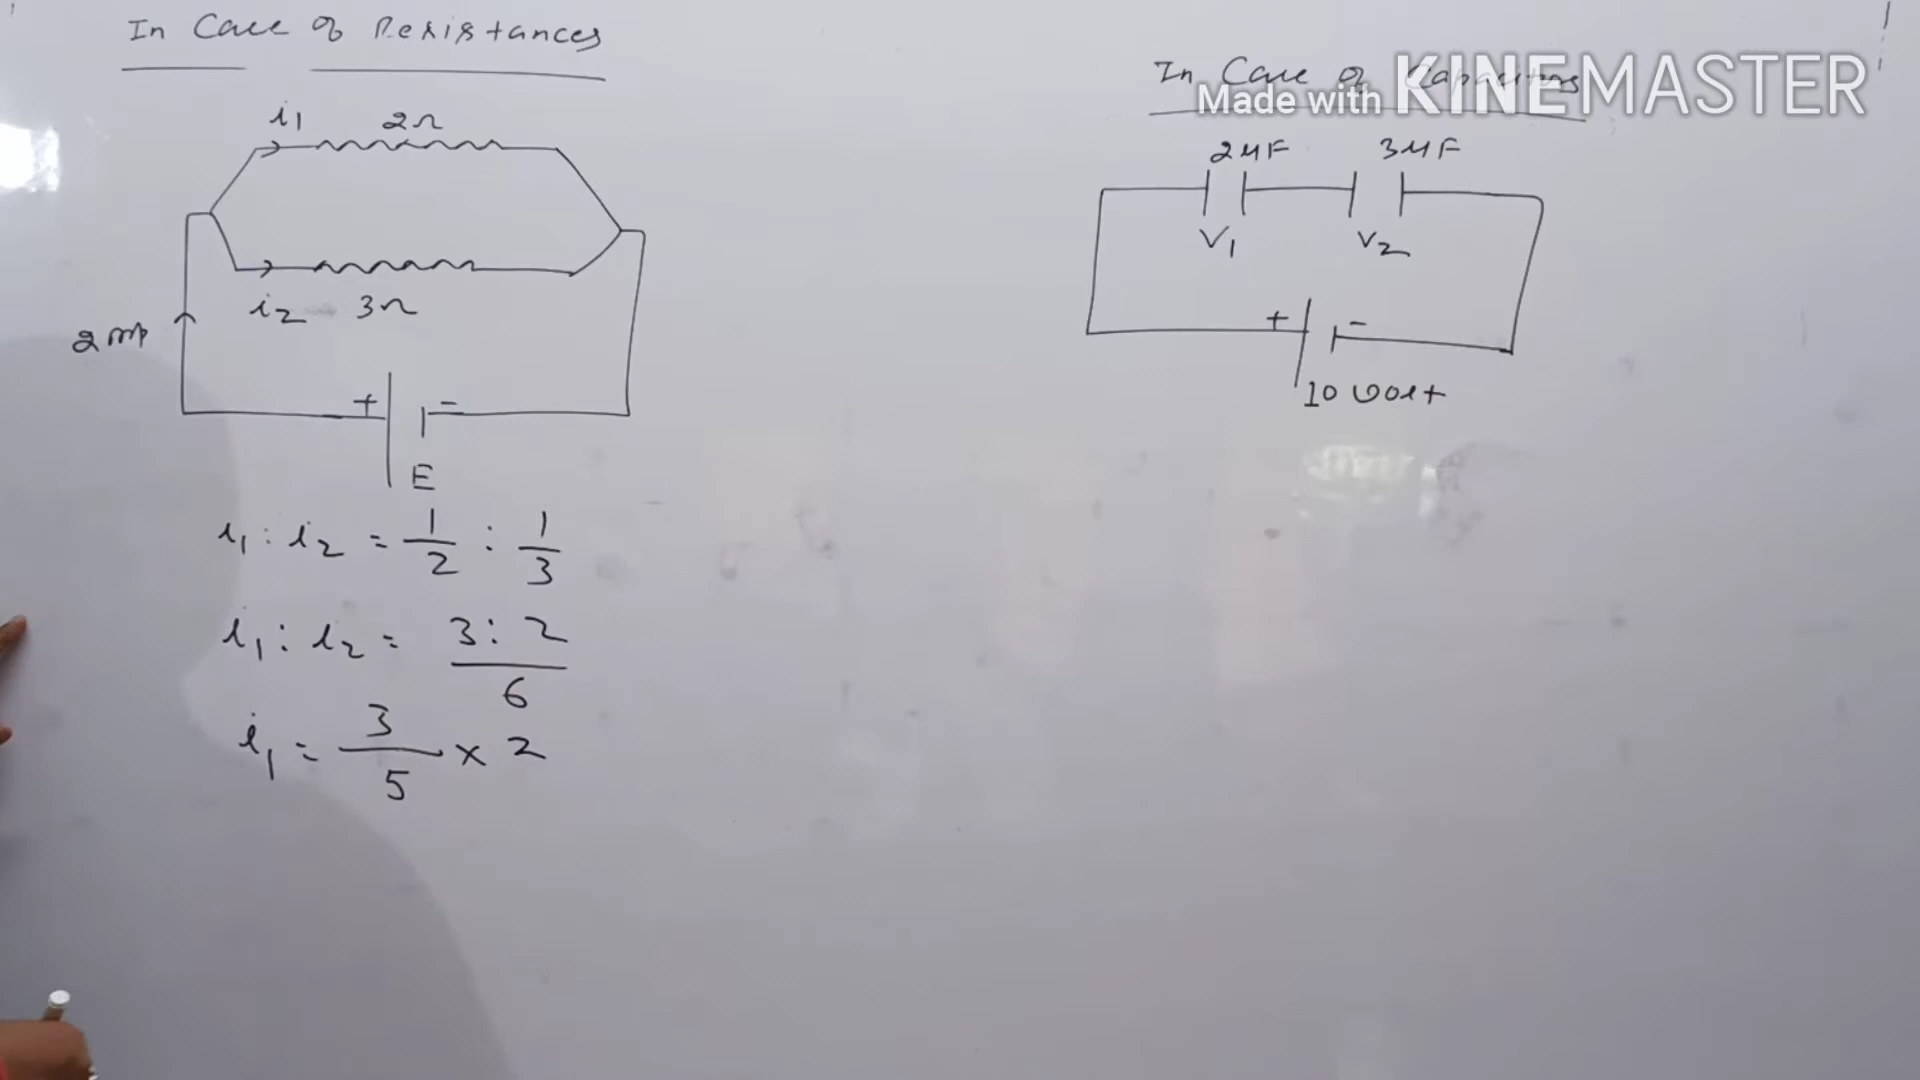 In Case of Resistances
i1 2Ω
i2 3Ω
2 amp
+ -
E
i1 : i2 = 1/2 : 1/3
i1 : i2 = 3 : 2 / 6
i1 = 3/5 × 2
In Case of Capacitors
Made with KINEMASTER
2μF 3μF
V1 V2
+ -
10 volt